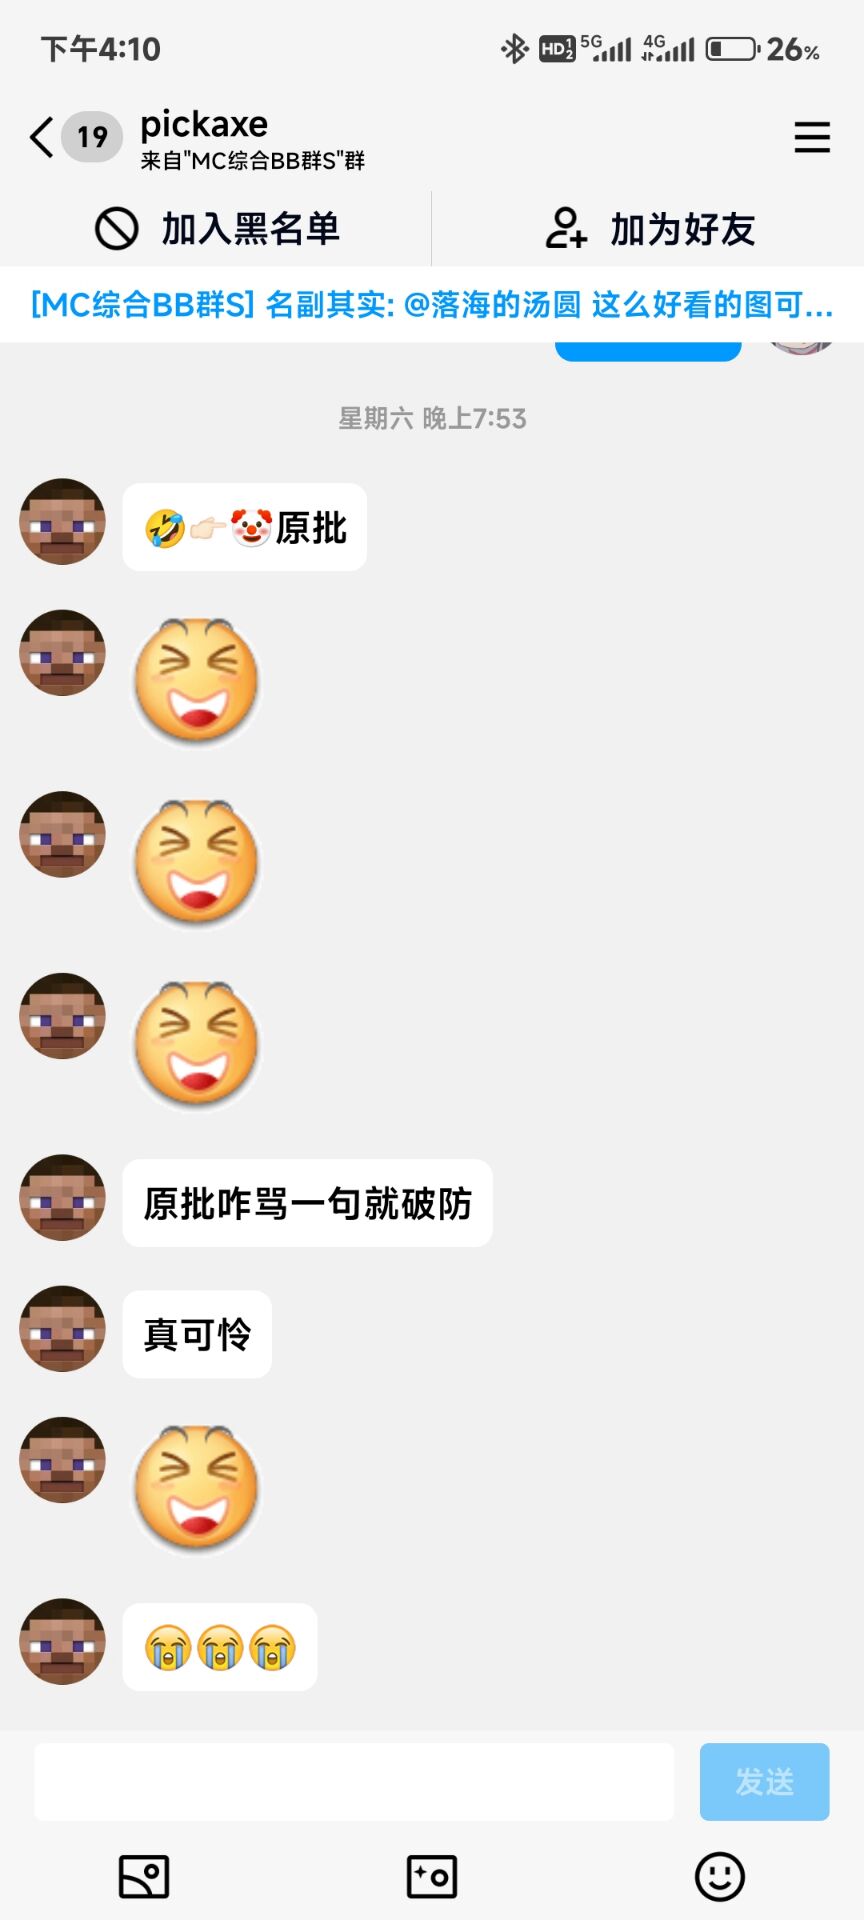 下午4:10
HD 1 2 5G 4G 26%
19
pickaxe
来自"MC综合BB群S"群
加入黑名单
加为好友
[MC综合BB群S] 名副其实: @落海的汤圆 这么好看的图可...
星期六 晚上7:53
🤣👉🏻🤡原批
原批咋骂一句就破防
真可怜
😭😭😭
发送